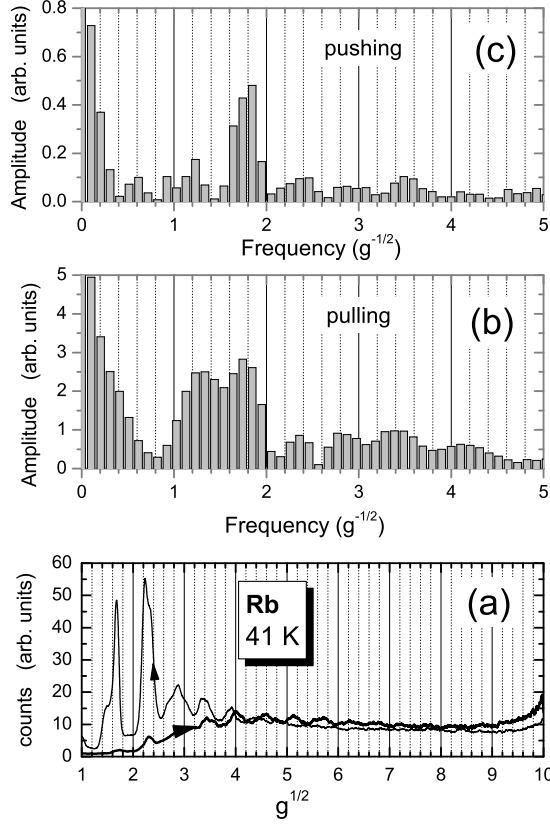 0.8
0.6
0.4
0.2
0.0
Amplitude (arb. units)
pushing
(c)
0 1 2 3 4 5
Frequency (g⁻¹/²)
5
4
3
2
1
0
Amplitude (arb. units)
pulling
(b)
0 1 2 3 4 5
Frequency (g⁻¹/²)
60
50
40
30
20
10
0
counts (arb. units)
Rb
41 K
(a)
1 2 3 4 5 6 7 8 9 10
g¹/²